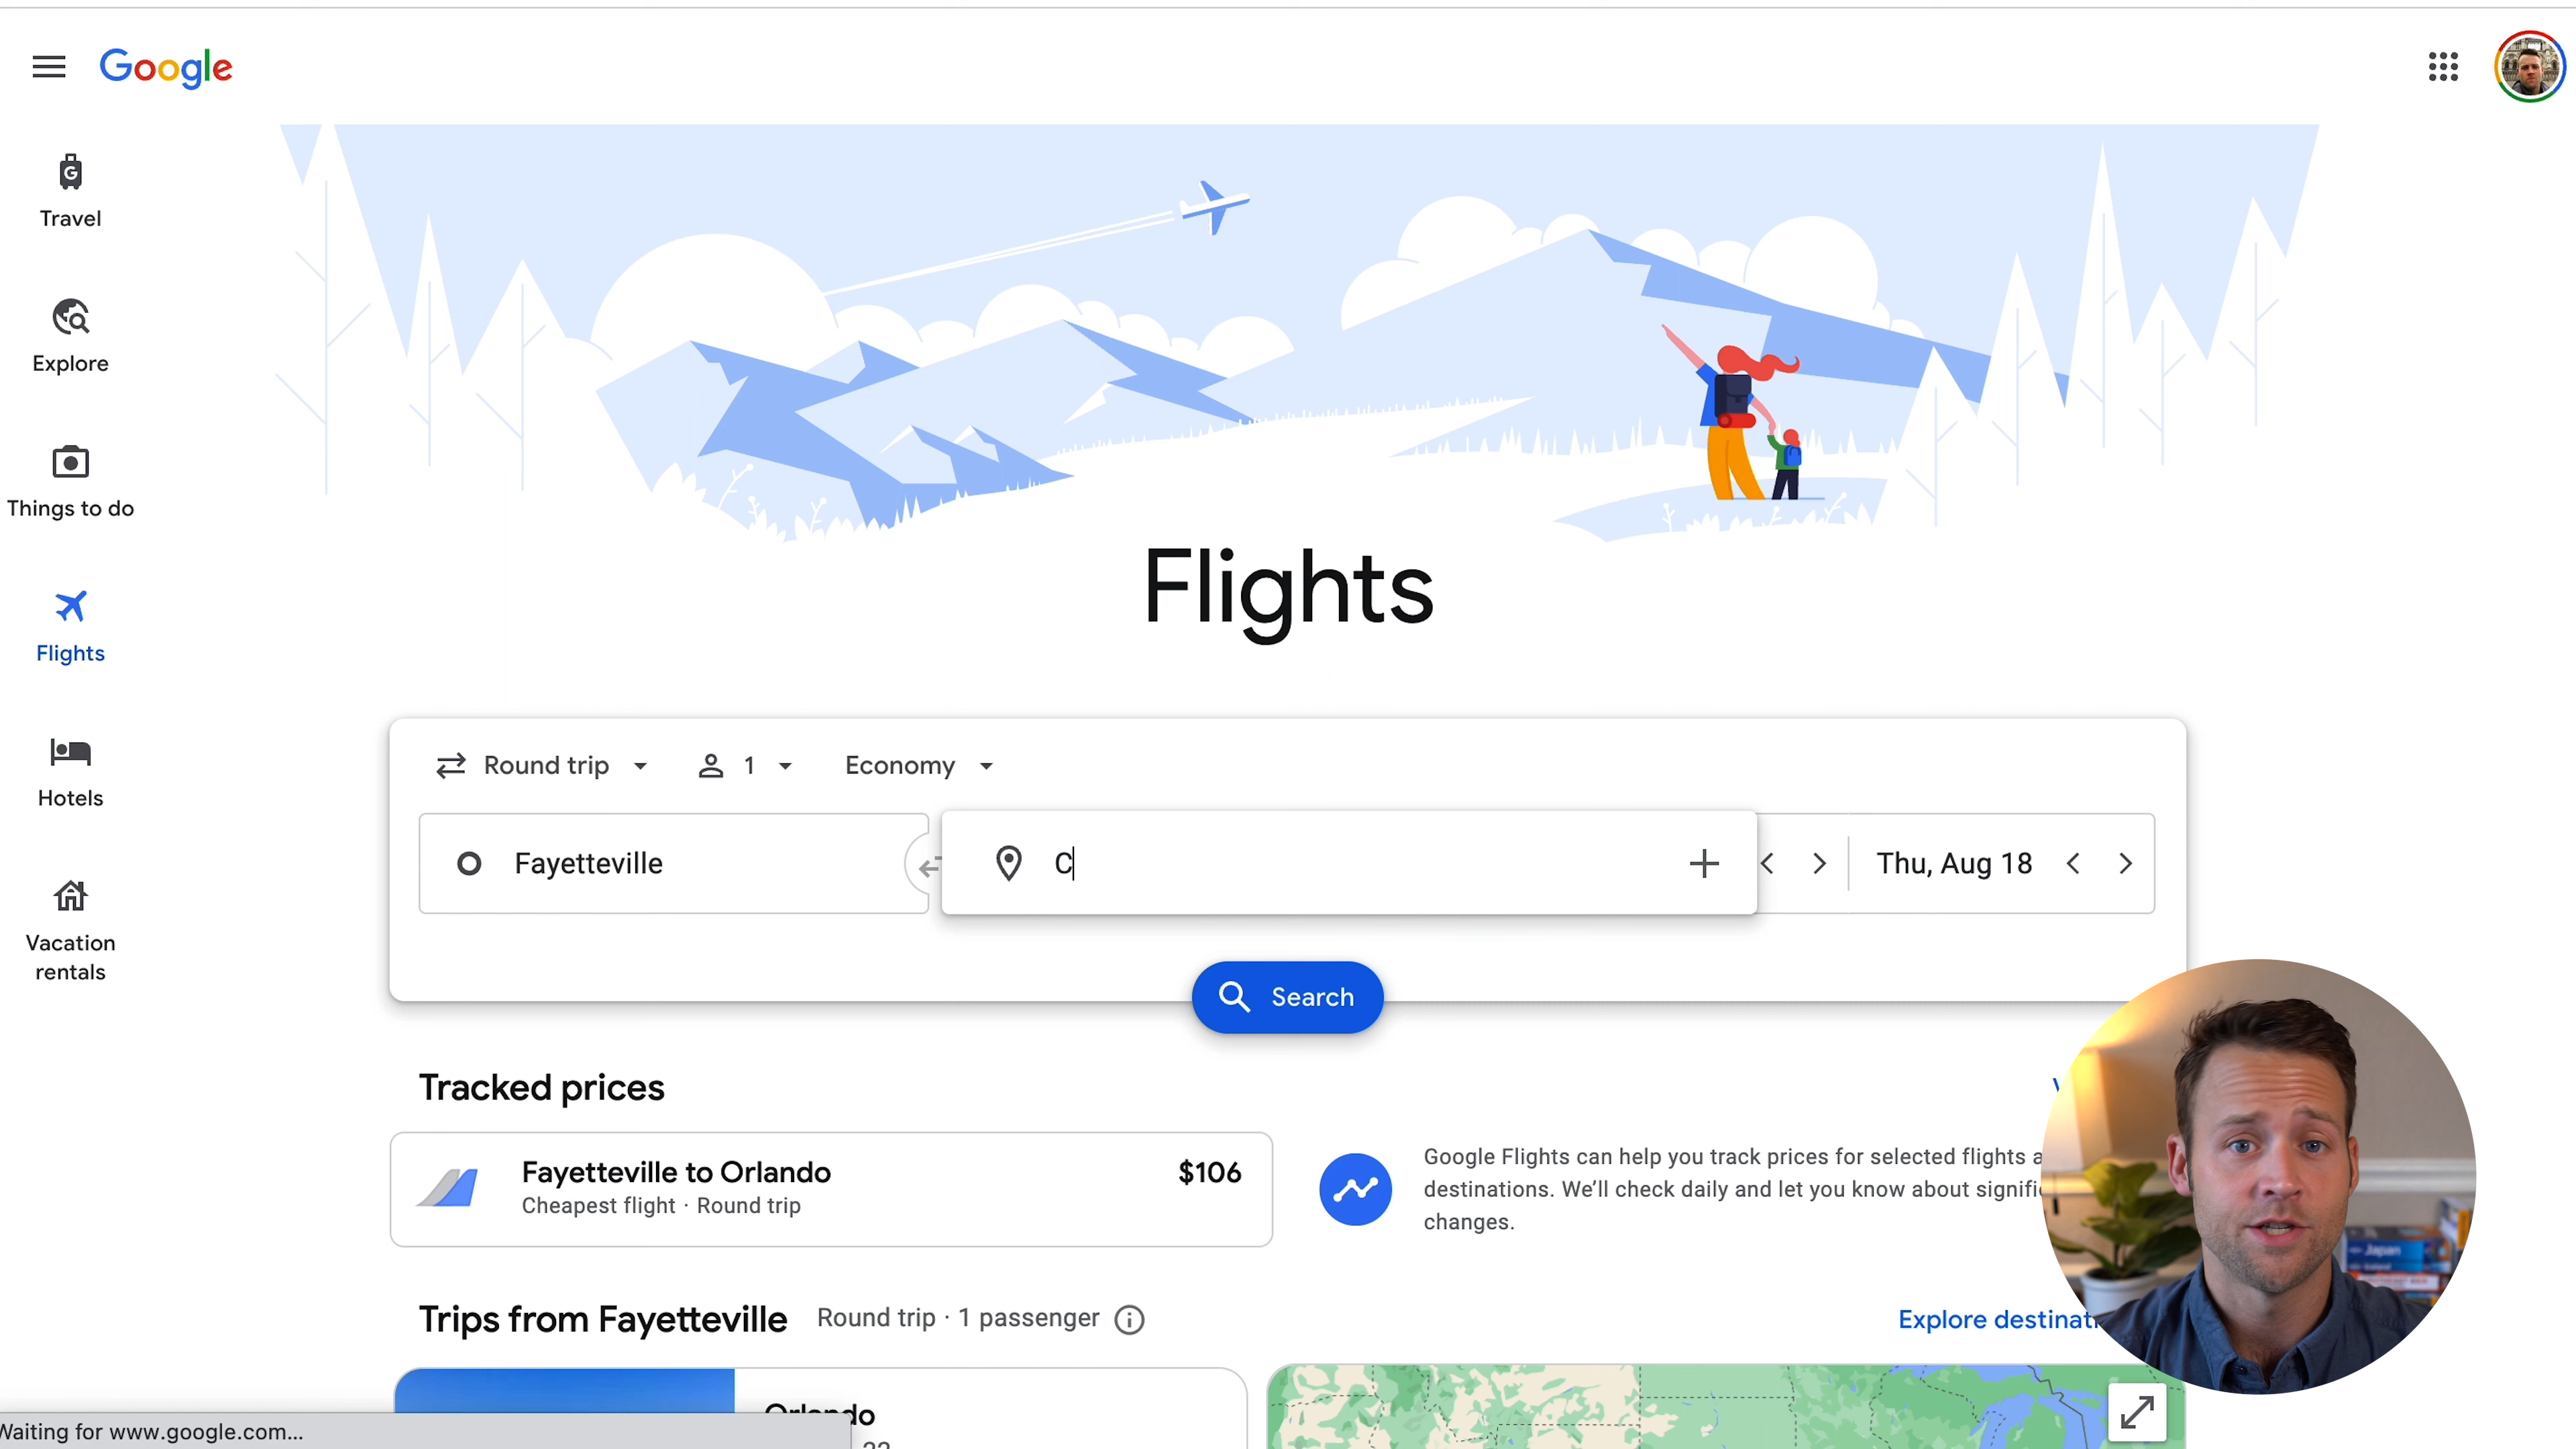 Google
Travel
Explore
Things to do
Flights
Hotels
Vacation
rentals
Flights
Round trip
1
Economy
Fayetteville
C
Thu, Aug 18
Search
Tracked prices
Fayetteville to Orlando
$106
Cheapest flight · Round trip
Google Flights can help you track prices for selected flights
destinations. We'll check daily and let you know about
changes.
Trips from Fayetteville
Round trip · 1 passenger
Explore
Orlando
Waiting for www.google.com...
Japan